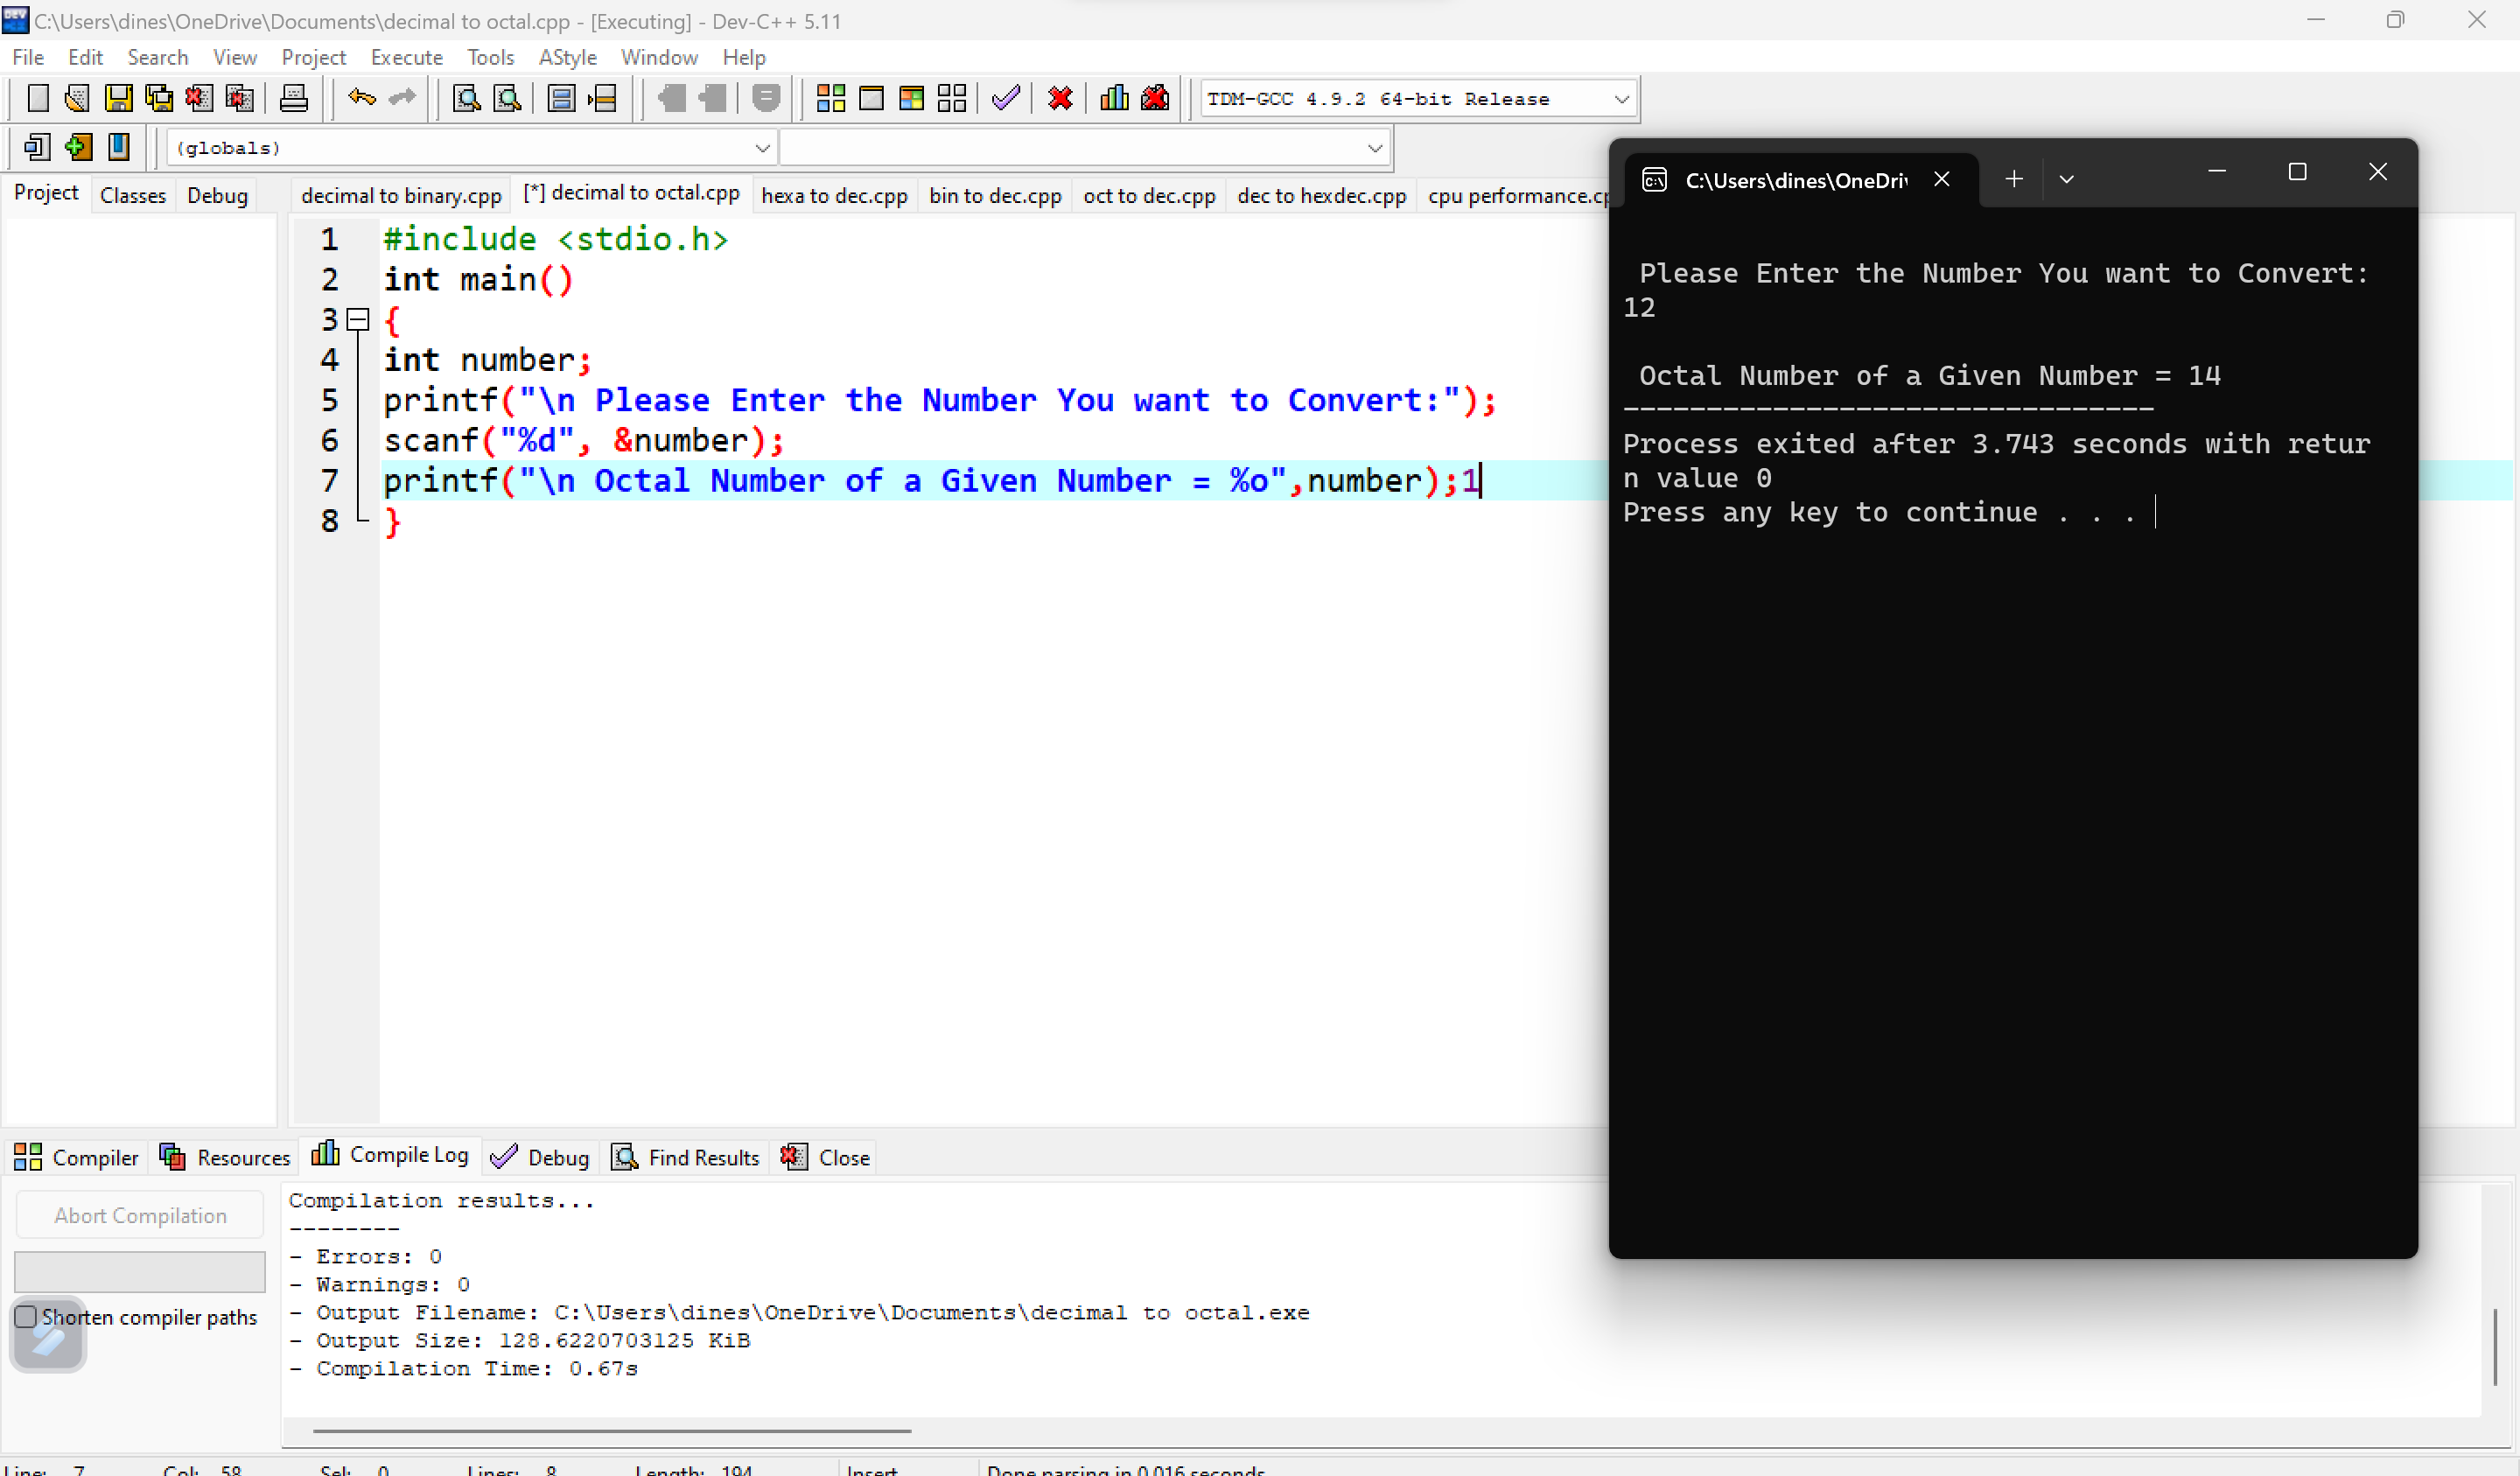 C:\Users\dines\OneDrive\Documents\decimal to octal.cpp - [Executing] - Dev-C++ 5.11
File Edit Search View Project Execute Tools AStyle Window Help
TDM-GCC 4.9.2 64-bit Release
(globals)
Project Classes Debug
decimal to binary.cpp [*] decimal to octal.cpp hexa to dec.cpp bin to dec.cpp oct to dec.cpp dec to hexdec.cpp cpu performance.cp
1 #include <stdio.h>
2 int main()
3 {
4 int number;
5 printf("\n Please Enter the Number You want to Convert:");
6 scanf("%d", &number);
7 printf("\n Octal Number of a Given Number = %o",number);1
8 }
C:\Users\dines\OneDri
Please Enter the Number You want to Convert:
12
Octal Number of a Given Number = 14
--------------------------------
Process exited after 3.743 seconds with retur
n value 0
Press any key to continue . . .
Compiler Resources Compile Log Debug Find Results Close
Abort Compilation
Shorten compiler paths
Compilation results...
--------
- Errors: 0
- Warnings: 0
- Output Filename: C:\Users\dines\OneDrive\Documents\decimal to octal.exe
- Output Size: 128.6220703125 KiB
- Compilation Time: 0.67s
Line: 7 Col: 58 Sel: 0 Lines: 8 Length: 194 Insert Done parsing in 0.016 seconds